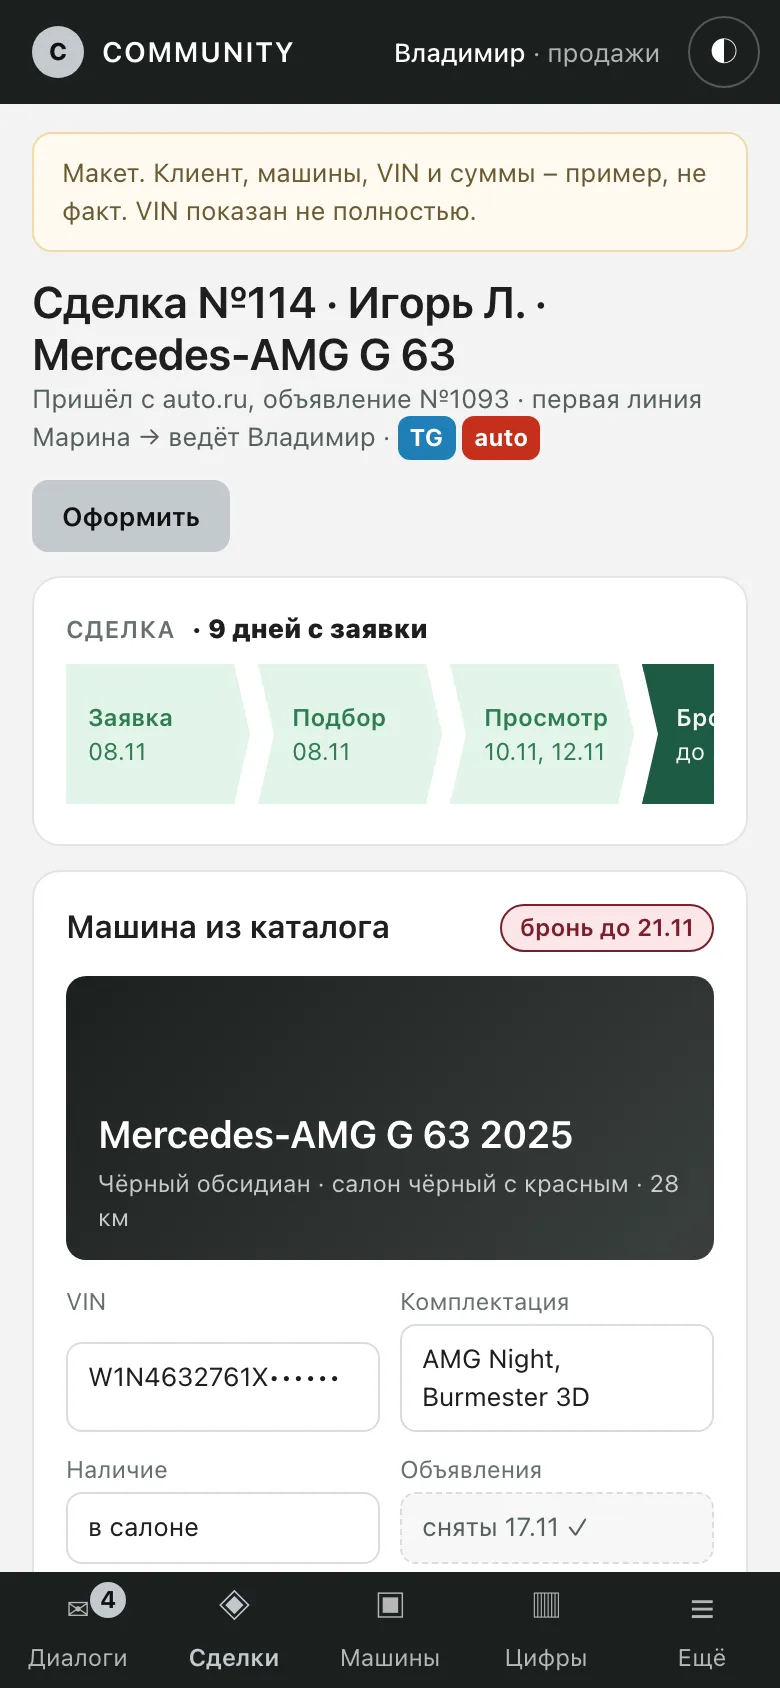 C COMMUNITY Владимир · продажи
Макет. Клиент, машины, VIN и суммы – пример, не
факт. VIN показан не полностью.
Сделка №114 · Игорь Л. ·
Mercedes-AMG G 63
Пришёл с auto.ru, объявление №1093 · первая линия
Марина → ведёт Владимир · TG auto
Оформить
СДЕЛКА · 9 дней с заявки
Заявка
08.11
Подбор
08.11
Просмотр
10.11, 12.11
Бро
до
Машина из каталога
бронь до 21.11
Mercedes-AMG G 63 2025
Чёрный обсидиан · салон чёрный с красным · 28
км
VIN
W1N4632761X••••••
Комплектация
AMG Night,
Burmester 3D
Наличие
в салоне
Объявления
сняты 17.11 ✓
4
Диалоги
Сделки
Машины
Цифры
Ещё